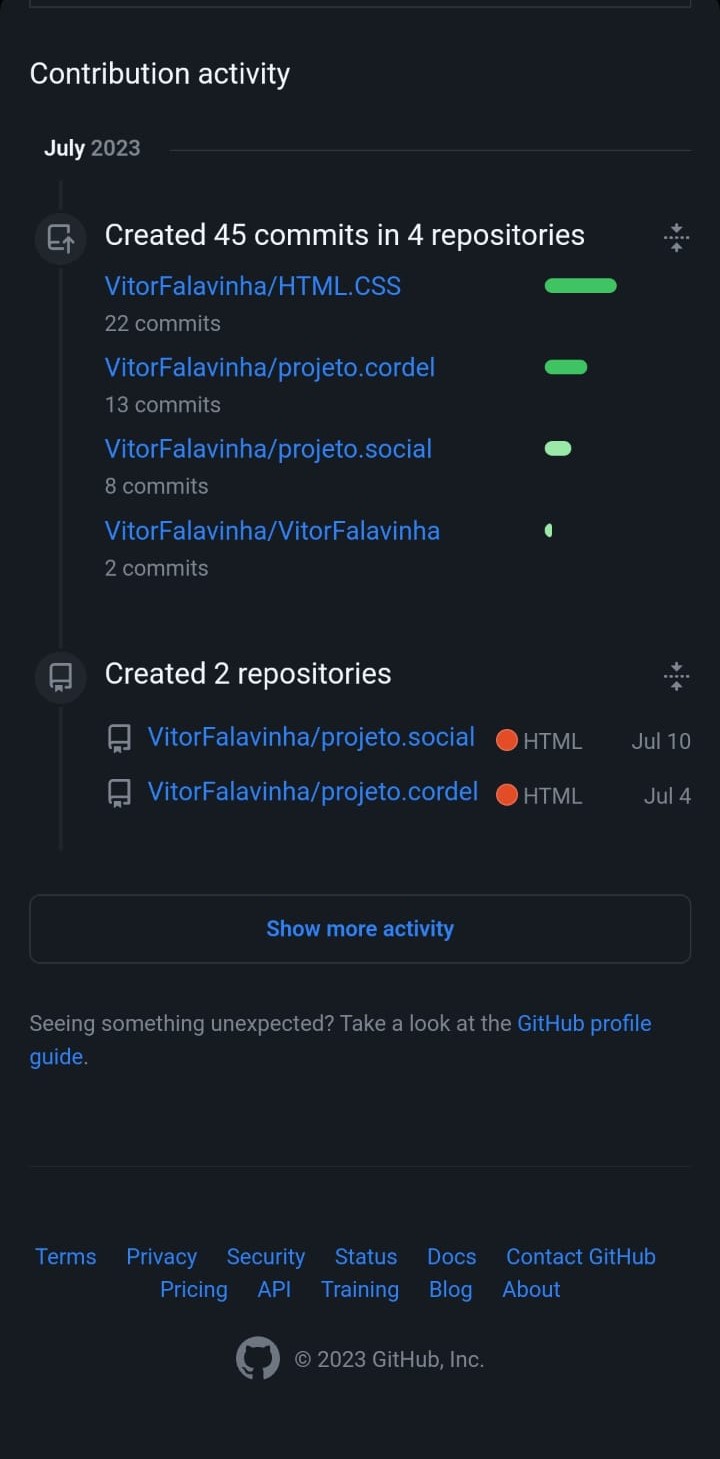 Contribution activity
July 2023
Created 45 commits in 4 repositories
VitorFalavinha/HTML.CSS
22 commits
VitorFalavinha/projeto.cordel
13 commits
VitorFalavinha/projeto.social
8 commits
VitorFalavinha/VitorFalavinha
2 commits
Created 2 repositories
VitorFalavinha/projeto.social HTML Jul 10
VitorFalavinha/projeto.cordel HTML Jul 4
Show more activity
Seeing something unexpected? Take a look at the GitHub profile
guide.
Terms Privacy Security Status Docs Contact GitHub
Pricing API Training Blog About
© 2023 GitHub, Inc.